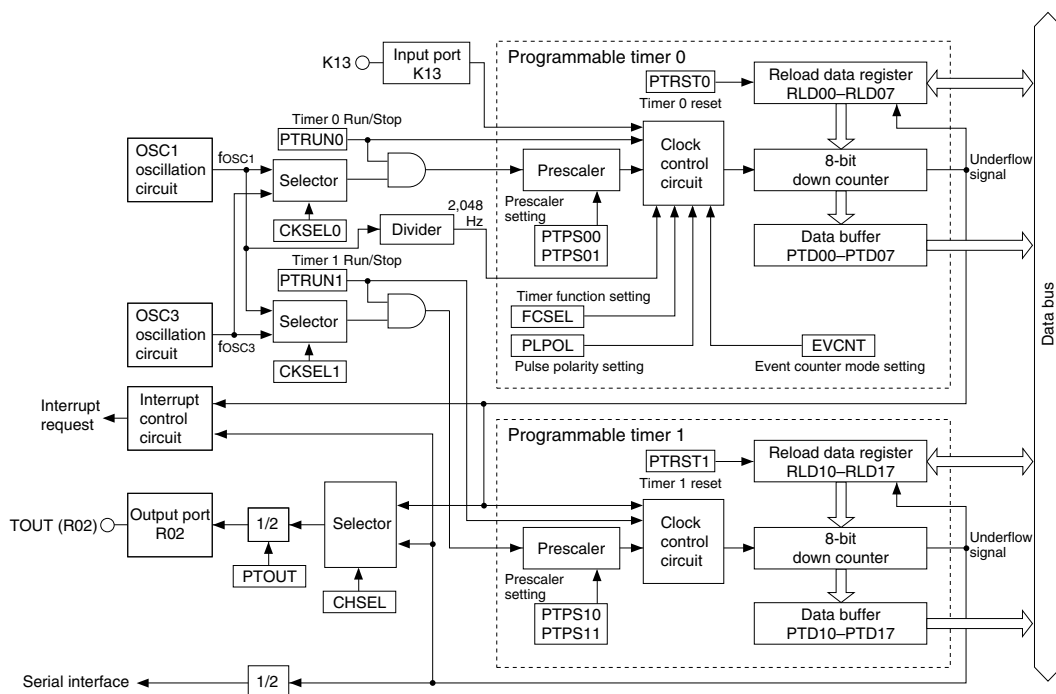 K13
Input port
K13
Programmable timer 0
PTRST0
Timer 0 reset
Reload data register
RLD00–RLD07
Timer 0 Run/Stop
PTRUN0
OSC1
oscillation
circuit
fOSC1
Selector
CKSEL0
Prescaler
Prescaler
setting
PTPS00
PTPS01
Clock
control
circuit
8-bit
down counter
Underflow
signal
Divider
2,048
Hz
Data buffer
PTD00–PTD07
Timer 1 Run/Stop
PTRUN1
OSC3
oscillation
circuit
fOSC3
Selector
CKSEL1
Timer function setting
FCSEL
PLPOL
Pulse polarity setting
EVCNT
Event counter mode setting
Data bus
Interrupt
request
Interrupt
control
circuit
Programmable timer 1
PTRST1
Timer 1 reset
Reload data register
RLD10–RLD17
TOUT (R02)
Output port
R02
1/2
PTOUT
Selector
CHSEL
Prescaler
Prescaler
setting
PTPS10
PTPS11
Clock
control
circuit
8-bit
down counter
Underflow
signal
Data buffer
PTD10–PTD17
Serial interface
1/2